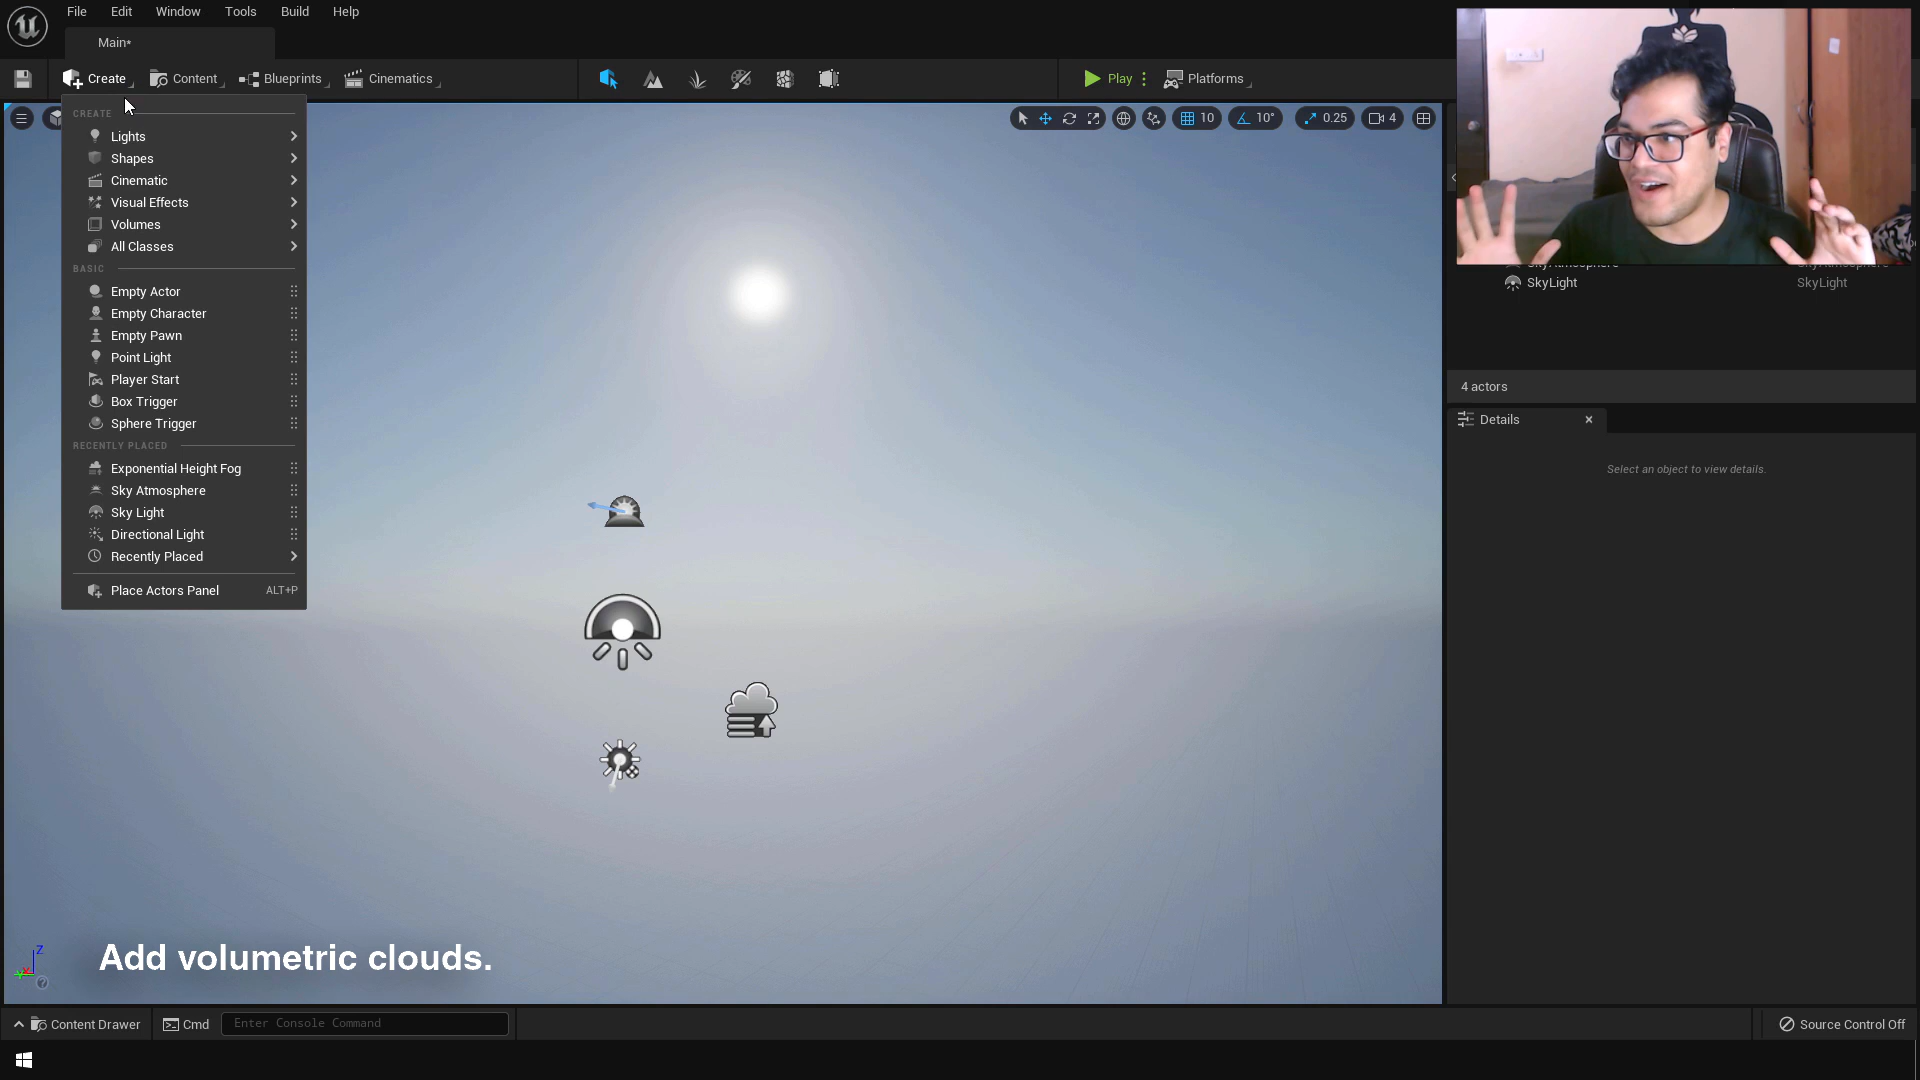 File Edit Window Tools Build Help
Main*
Create Content Blueprints Cinematics Play Platforms
10 10° 0.25 4
CREATE
Lights
Shapes
Cinematic
Visual Effects
Volumes
All Classes
BASIC
Empty Actor
Empty Character
Empty Pawn
Point Light
Player Start
Box Trigger
Sphere Trigger
RECENTLY PLACED
Exponential Height Fog
Sky Atmosphere
Sky Light
Directional Light
Recently Placed
Place Actors Panel ALT+P
SkyAtmosphere SkyAtmosphere
SkyLight SkyLight
4 actors
Details
Select an object to view details.
Z
Y X
Add volumetric clouds.
Content Drawer Cmd Enter Console Command Source Control Off